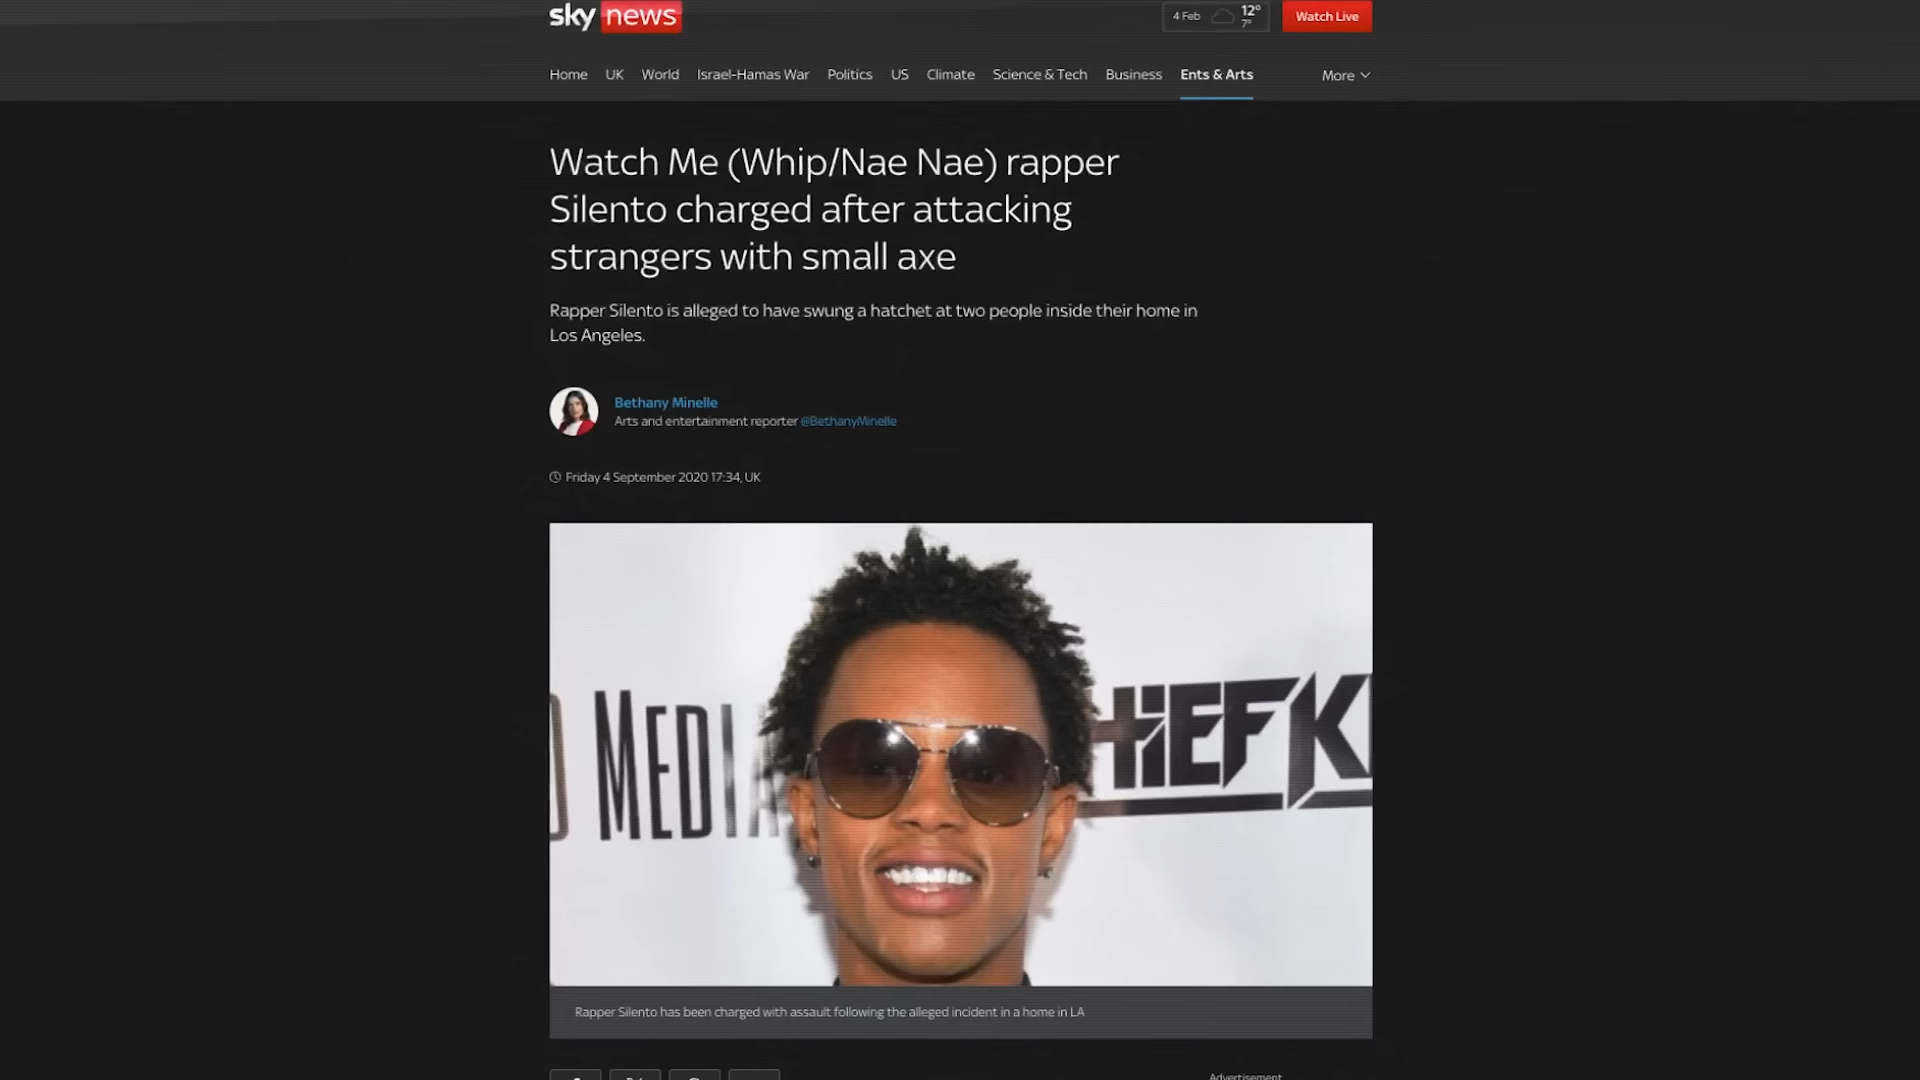 sky news
4 Feb 12° 7° Watch Live
Home UK World Israel-Hamas War Politics US Climate Science & Tech Business Ents & Arts More
Watch Me (Whip/Nae Nae) rapper
Silento charged after attacking
strangers with small axe
Rapper Silento is alleged to have swung a hatchet at two people inside their home in
Los Angeles.
Bethany Minelle
Arts and entertainment reporter @BethanyMinelle
Friday 4 September 2020 17:34, UK
MEDIA
HIEFK
Rapper Silento has been charged with assault following the alleged incident in a home in LA
Advertisement